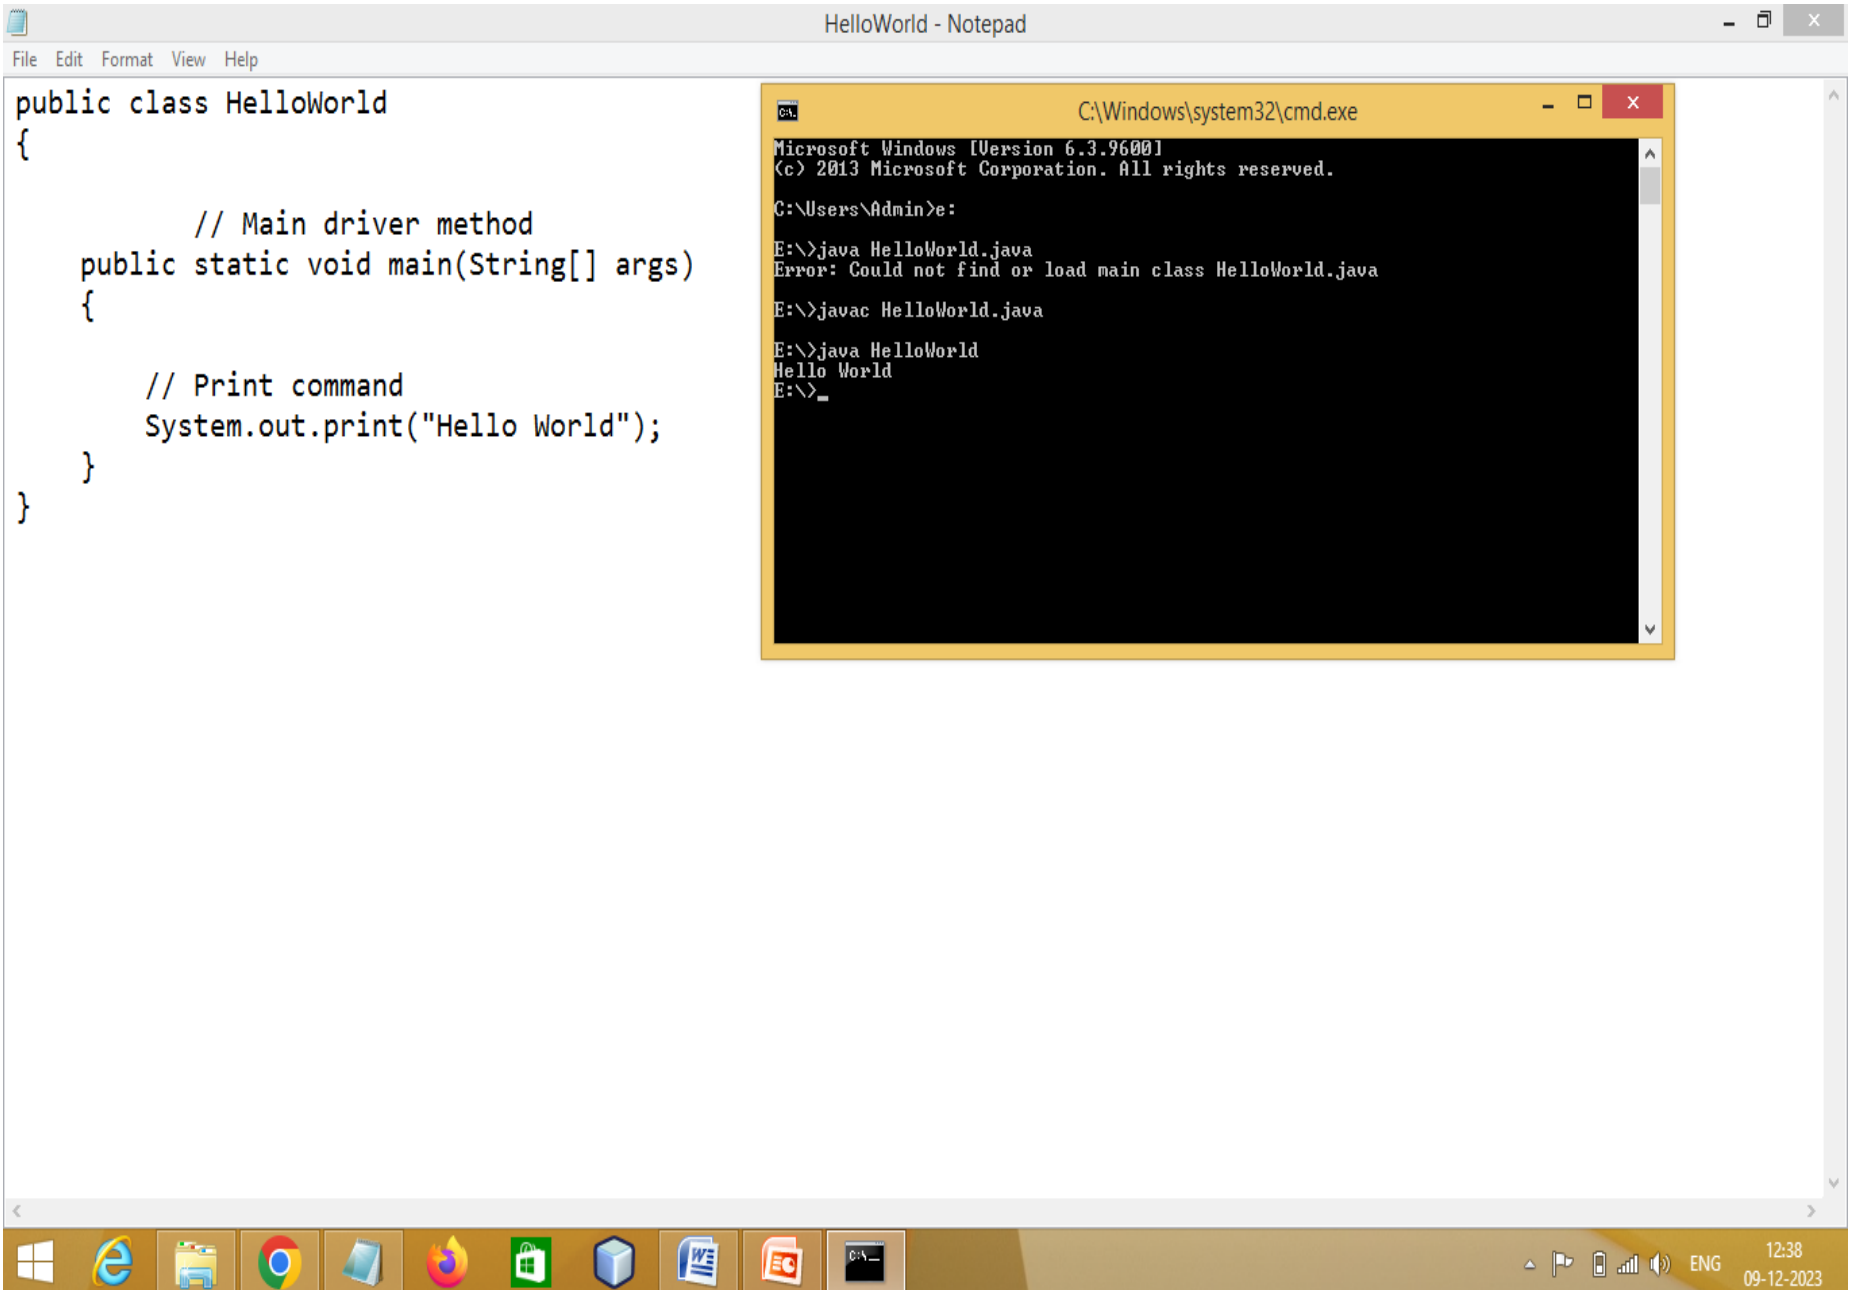 HelloWorld - Notepad
File Edit Format View Help
public class HelloWorld
{
// Main driver method
public static void main(String[] args)
{
// Print command
System.out.print("Hello World");
}
}
C:\Windows\system32\cmd.exe
Microsoft Windows [Version 6.3.9600]
(c) 2013 Microsoft Corporation. All rights reserved.
C:\Users\Admin>e:
E:\>java HelloWorld.java
Error: Could not find or load main class HelloWorld.java
E:\>javac HelloWorld.java
E:\>java HelloWorld
Hello World
E:\>_
ENG
12:38
09-12-2023